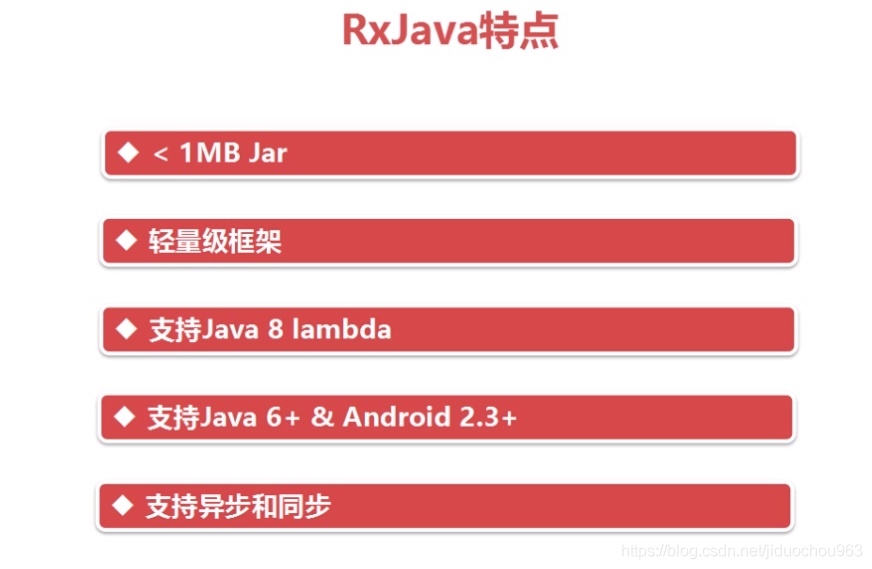 RxJava特点
◆ < 1MB Jar
◆ 轻量级框架
◆ 支持Java 8 lambda
◆ 支持Java 6+ & Android 2.3+
◆ 支持异步和同步
https://blog.csdn.net/jiduochou963